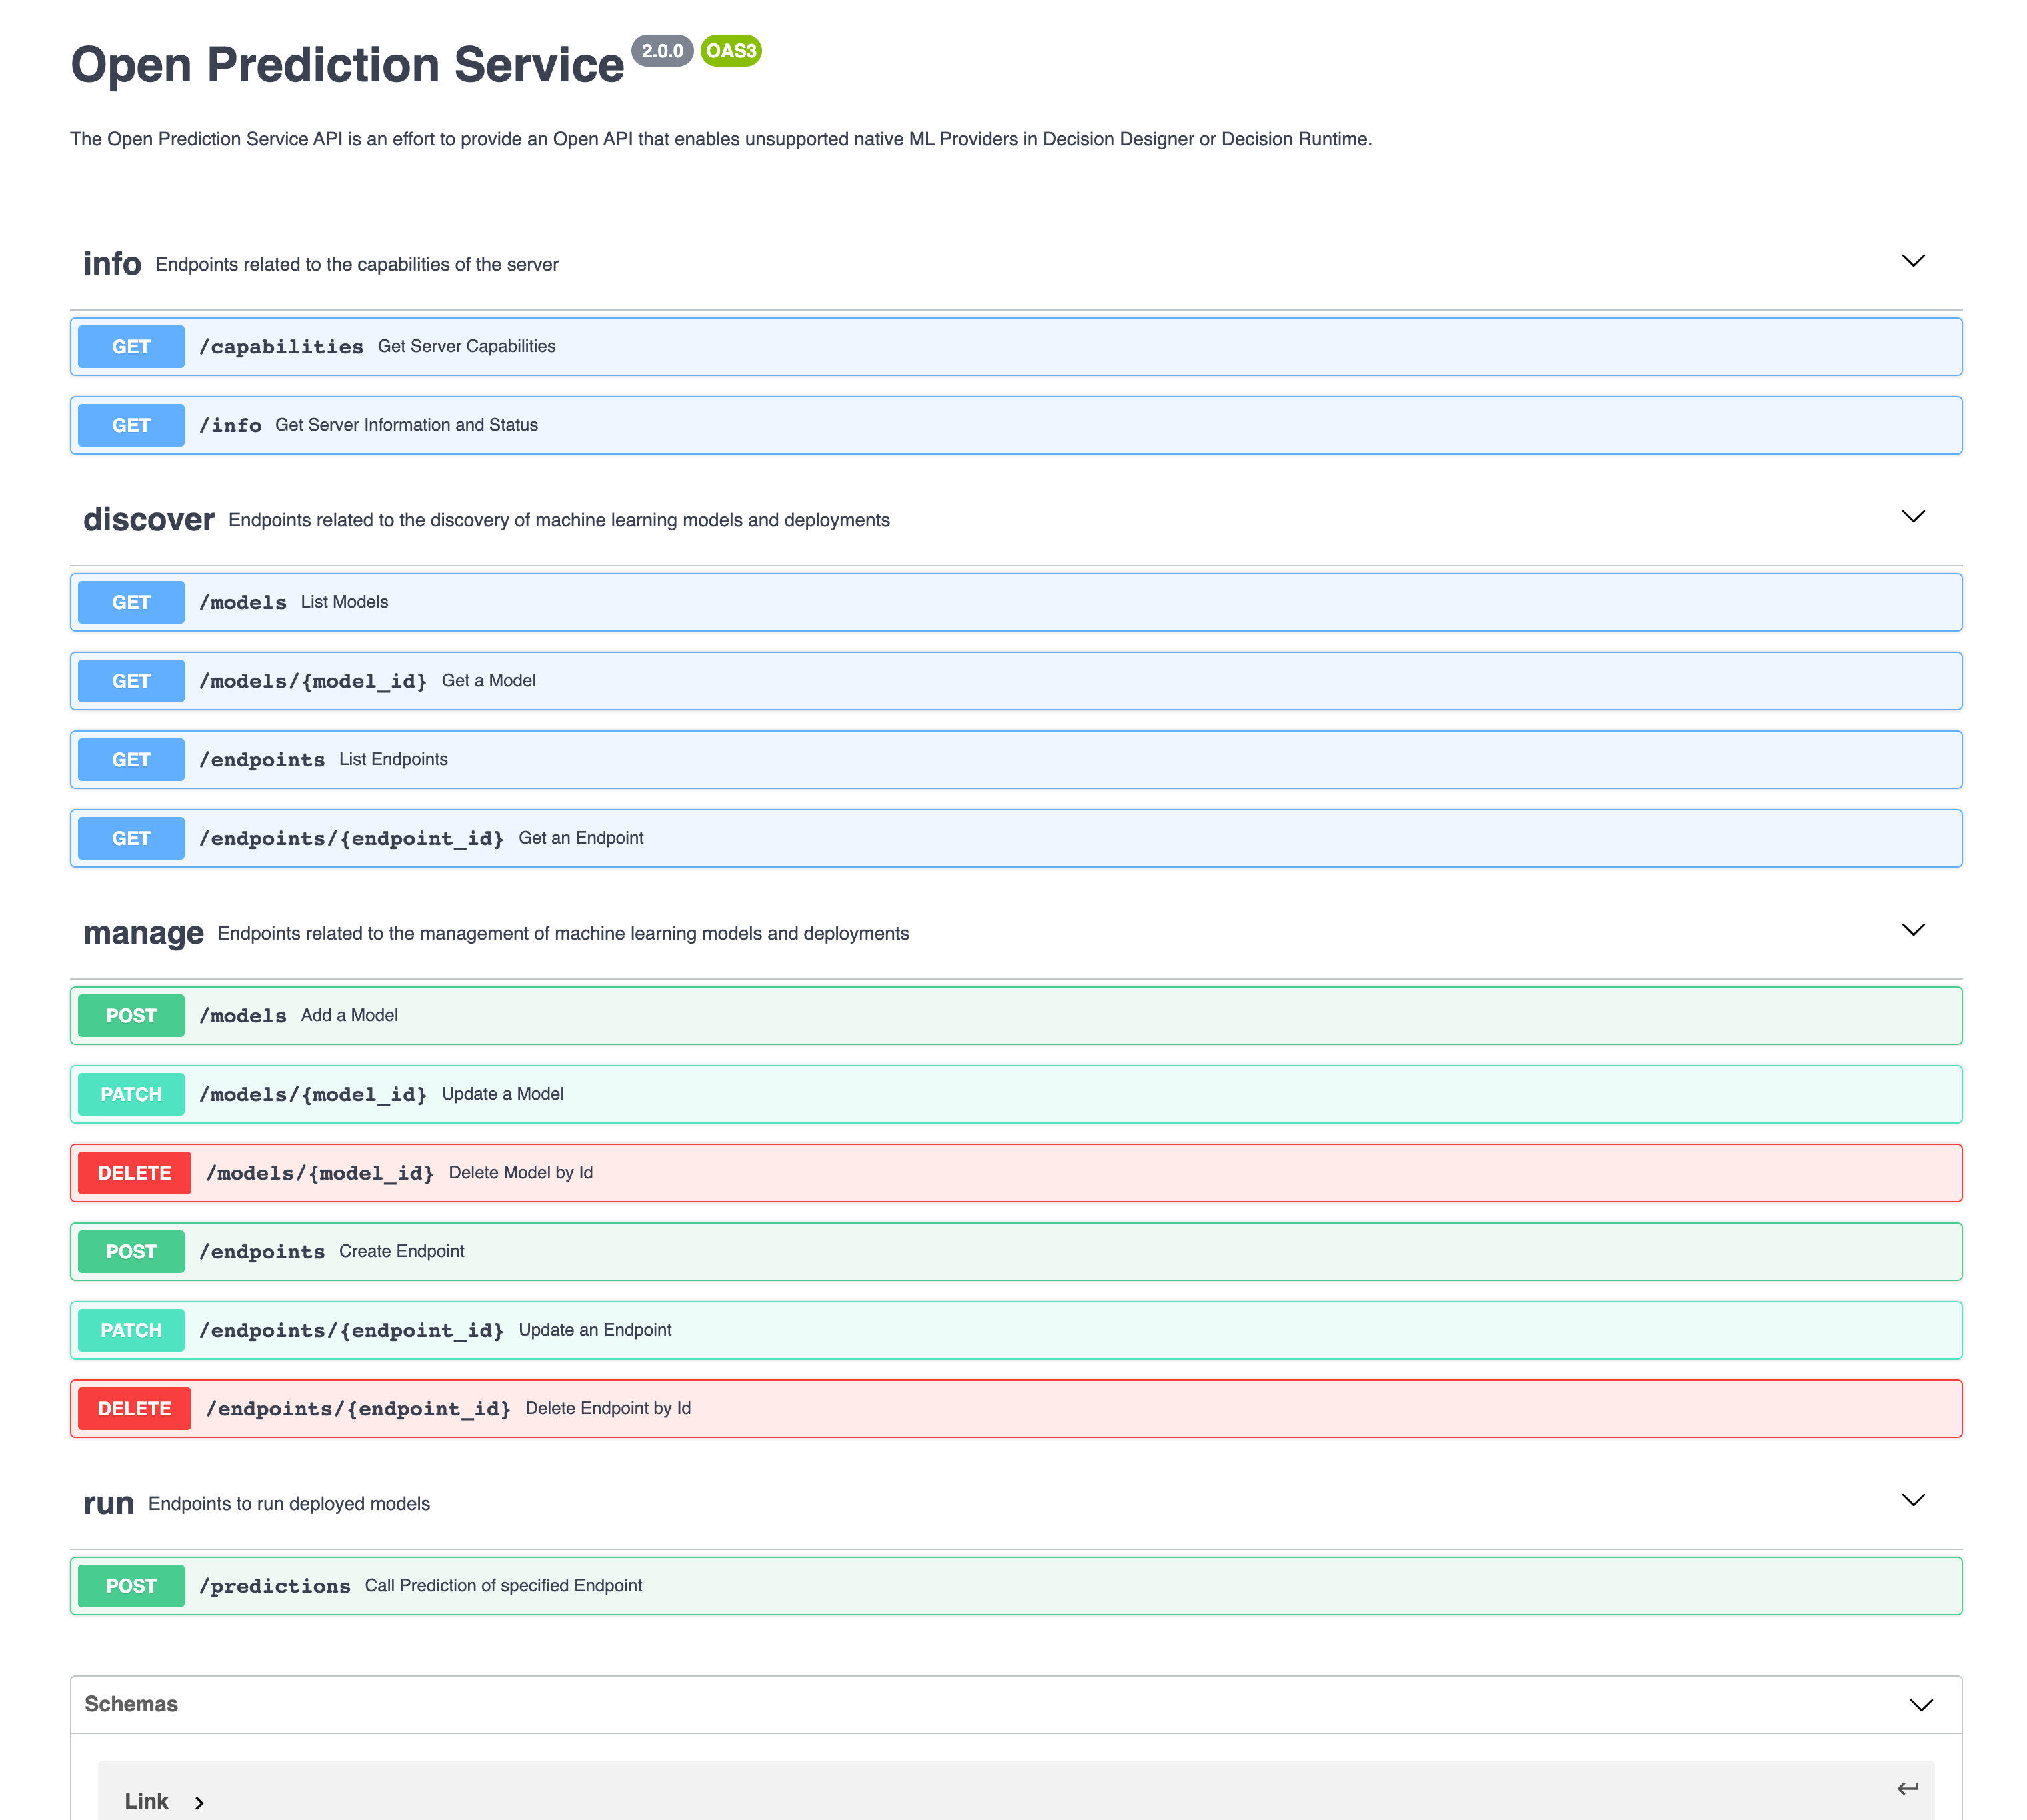 Open Prediction Service 2.0.0 OAS3
The Open Prediction Service API is an effort to provide an Open API that enables unsupported native ML Providers in Decision Designer or Decision Runtime.
info Endpoints related to the capabilities of the server
GET /capabilities Get Server Capabilities
GET /info Get Server Information and Status
discover Endpoints related to the discovery of machine learning models and deployments
GET /models List Models
GET /models/{model_id} Get a Model
GET /endpoints List Endpoints
GET /endpoints/{endpoint_id} Get an Endpoint
manage Endpoints related to the management of machine learning models and deployments
POST /models Add a Model
PATCH /models/{model_id} Update a Model
DELETE /models/{model_id} Delete Model by Id
POST /endpoints Create Endpoint
PATCH /endpoints/{endpoint_id} Update an Endpoint
DELETE /endpoints/{endpoint_id} Delete Endpoint by Id
run Endpoints to run deployed models
POST /predictions Call Prediction of specified Endpoint
Schemas
Link